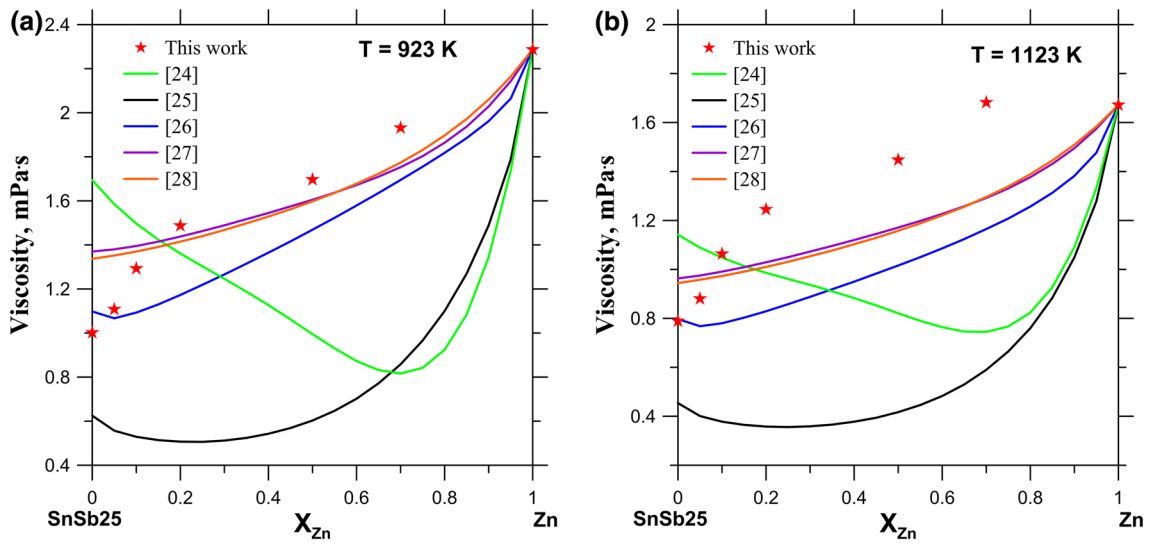 (a)
2.4
2
1.6
1.2
0.8
0.4
Viscosity, mPa·s
This work
[24]
[25]
[26]
[27]
[28]
T = 923 K
0
0.2
0.4
0.6
0.8
1
SnSb25
X_Zn
Zn
(b)
2
1.6
1.2
0.8
0.4
Viscosity, mPa·s
This work
[24]
[25]
[26]
[27]
[28]
T = 1123 K
0
0.2
0.4
0.6
0.8
1
SnSb25
X_Zn
Zn